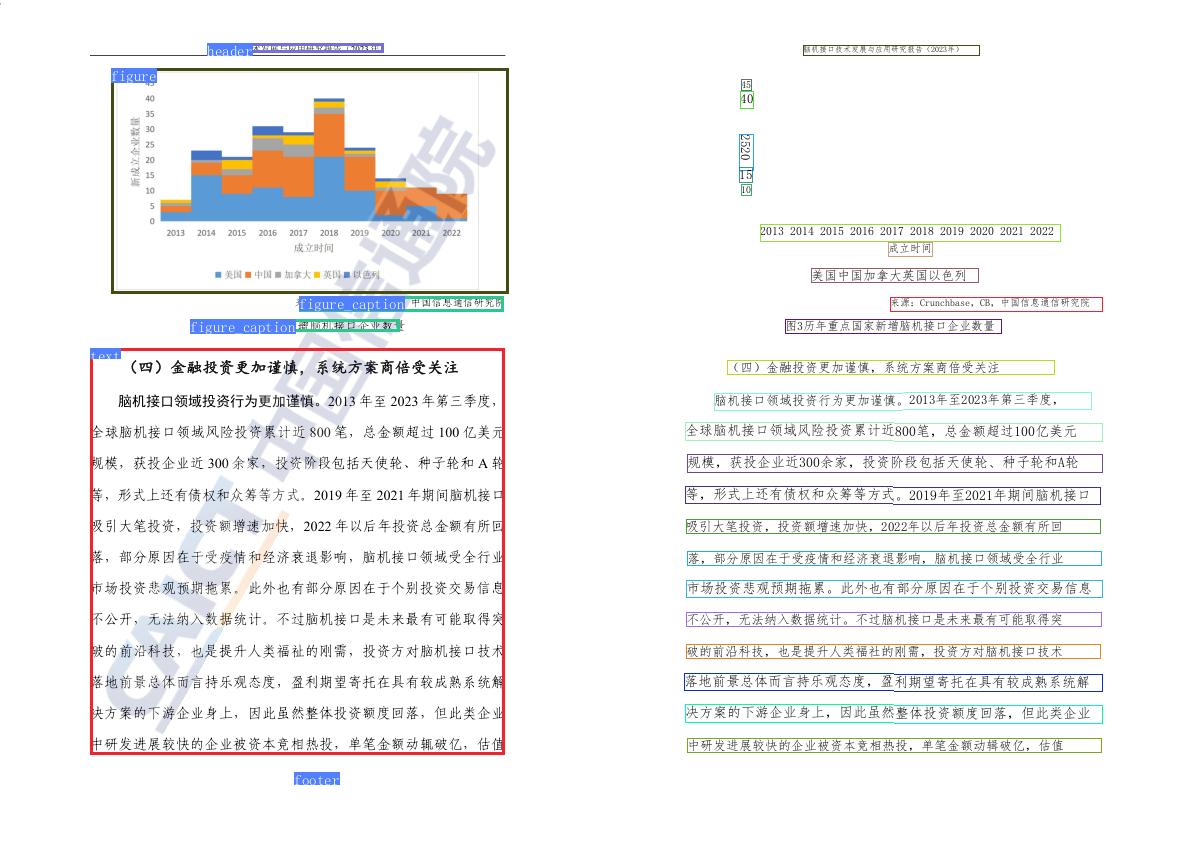 header
figure
45
40
35
30
25
20
15
10
5
0
新成立企业数量
2013 2014 2015 2016 2017 2018 2019 2020 2021 2022
成立时间
美国 中国 加拿大 英国 以色列
figure_caption 中国信息通信研究院
figure_caption 增脑机接口企业数量
text
（四）金融投资更加谨慎，系统方案商倍受关注
脑机接口领域投资行为更加谨慎。2013 年至 2023 年第三季度，
全球脑机接口领域风险投资累计近 800 笔，总金额超过 100 亿美元
规模，获投企业近 300 余家，投资阶段包括天使轮、种子轮和 A 轮
等，形式上还有债权和众筹等方式。2019 年至 2021 年期间脑机接口
吸引大笔投资，投资额增速加快，2022 年以后年投资总金额有所回
落，部分原因在于受疫情和经济衰退影响，脑机接口领域受全行业
市场投资悲观预期拖累。此外也有部分原因在于个别投资交易信息
不公开，无法纳入数据统计。不过脑机接口是未来最有可能取得突
破的前沿科技，也是提升人类福祉的刚需，投资方对脑机接口技术
落地前景总体而言持乐观态度，盈利期望寄托在具有较成熟系统解
决方案的下游企业身上，因此虽然整体投资额度回落，但此类企业
中研发进展较快的企业被资本竞相热投，单笔金额动辄破亿，估值
footer
CAICT 中国信通院
脑机接口技术发展与应用研究报告（2023年）
45
40
2520
15
10
2013 2014 2015 2016 2017 2018 2019 2020 2021 2022
成立时间
美国中国加拿大英国以色列
来源：Crunchbase，CB，中国信息通信研究院
图3历年重点国家新增脑机接口企业数量
（四）金融投资更加谨慎，系统方案商倍受关注
脑机接口领域投资行为更加谨慎。2013年至2023年第三季度，
全球脑机接口领域风险投资累计近800笔，总金额超过100亿美元
规模，获投企业近300余家，投资阶段包括天使轮、种子轮和A轮
等，形式上还有债权和众筹等方式。2019年至2021年期间脑机接口
吸引大笔投资，投资额增速加快，2022年以后年投资总金额有所回
落，部分原因在于受疫情和经济衰退影响，脑机接口领域受全行业
市场投资悲观预期拖累。此外也有部分原因在于个别投资交易信息
不公开，无法纳入数据统计。不过脑机接口是未来最有可能取得突
破的前沿科技，也是提升人类福祉的刚需，投资方对脑机接口技术
落地前景总体而言持乐观态度，盈利期望寄托在具有较成熟系统解
决方案的下游企业身上，因此虽然整体投资额度回落，但此类企业
中研发进展较快的企业被资本竞相热投，单笔金额动辑破亿，估值